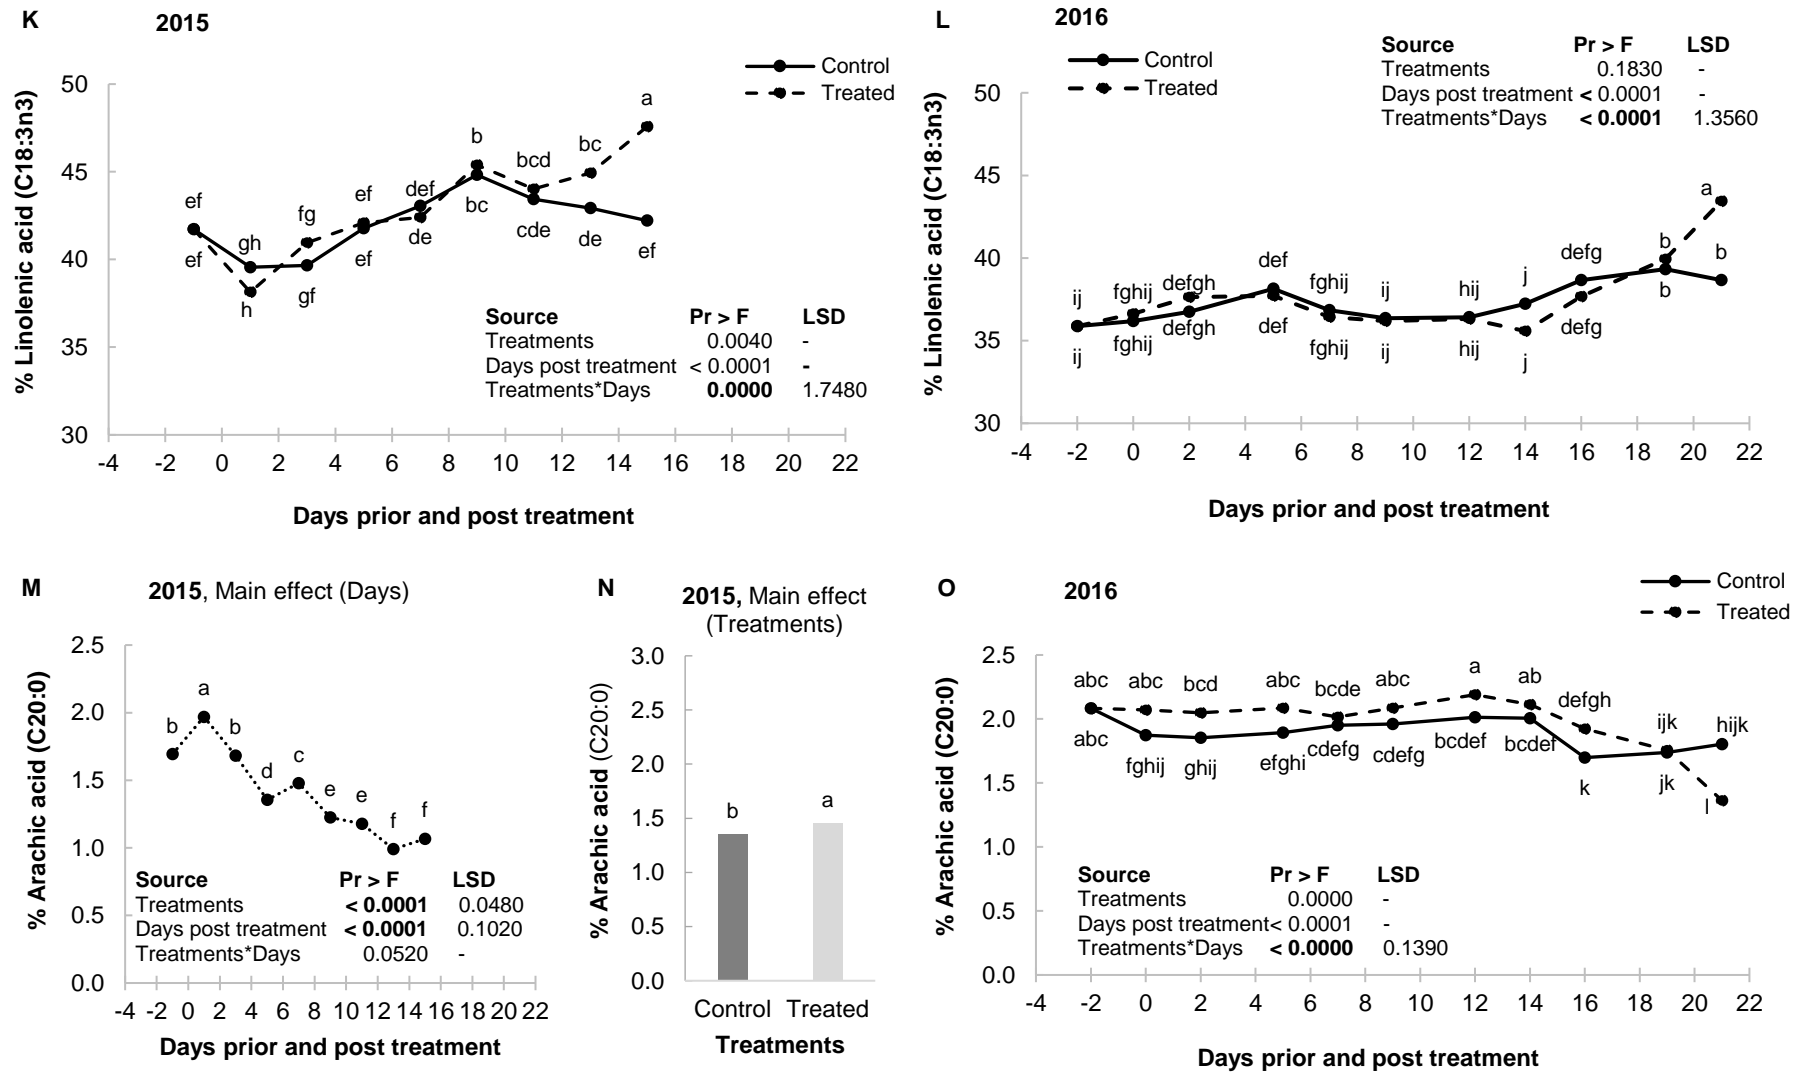 K
2015
Control
Treated
% Linolenic acid (C18:3n3)
50
45
40
35
30
ef
ef
gh
h
fg
gf
ef
ef
def
de
b
bc
bcd
cde
bc
de
a
ef
Source Pr > F LSD
Treatments 0.0040 -
Days post treatment < 0.0001 -
Treatments*Days 0.0000 1.7480
-4 -2 0 2 4 6 8 10 12 14 16 18 20 22
Days prior and post treatment
L
2016
Control
Treated
Source Pr > F LSD
Treatments 0.1830 -
Days post treatment < 0.0001 -
Treatments*Days < 0.0001 1.3560
% Linolenic acid (C18:3n3)
50
45
40
35
30
ij
ij
fghij
fghij
defgh
defgh
def
def
fghij
fghij
ij
ij
hij
hij
j
j
defg
defg
b
b
a
b
-4 -2 0 2 4 6 8 10 12 14 16 18 20 22
Days prior and post treatment
M
2015, Main effect (Days)
% Arachic acid (C20:0)
2.5
2.0
1.5
1.0
0.5
0.0
b
a
b
d
c
e
e
f
f
Source Pr > F LSD
Treatments < 0.0001 0.0480
Days post treatment < 0.0001 0.1020
Treatments*Days 0.0520 -
-4 -2 0 2 4 6 8 10 12 14 16 18 20 22
Days prior and post treatment
N
2015, Main effect
(Treatments)
% Arachic acid (C20:0)
3.0
2.5
2.0
1.5
1.0
0.5
0.0
b
a
Control Treated
Treatments
O
2016
Control
Treated
% Arachic acid (C20:0)
2.5
2.0
1.5
1.0
0.5
0.0
abc
abc
abc
fghij
bcd
ghij
abc
efghi
bcde
cdefg
abc
cdefg
a
bcdef
ab
bcdef
defgh
k
ijk
jk
hijk
l
Source Pr > F LSD
Treatments 0.0000 -
Days post treatment < 0.0001 -
Treatments*Days < 0.0000 0.1390
-4 -2 0 2 4 6 8 10 12 14 16 18 20 22
Days prior and post treatment